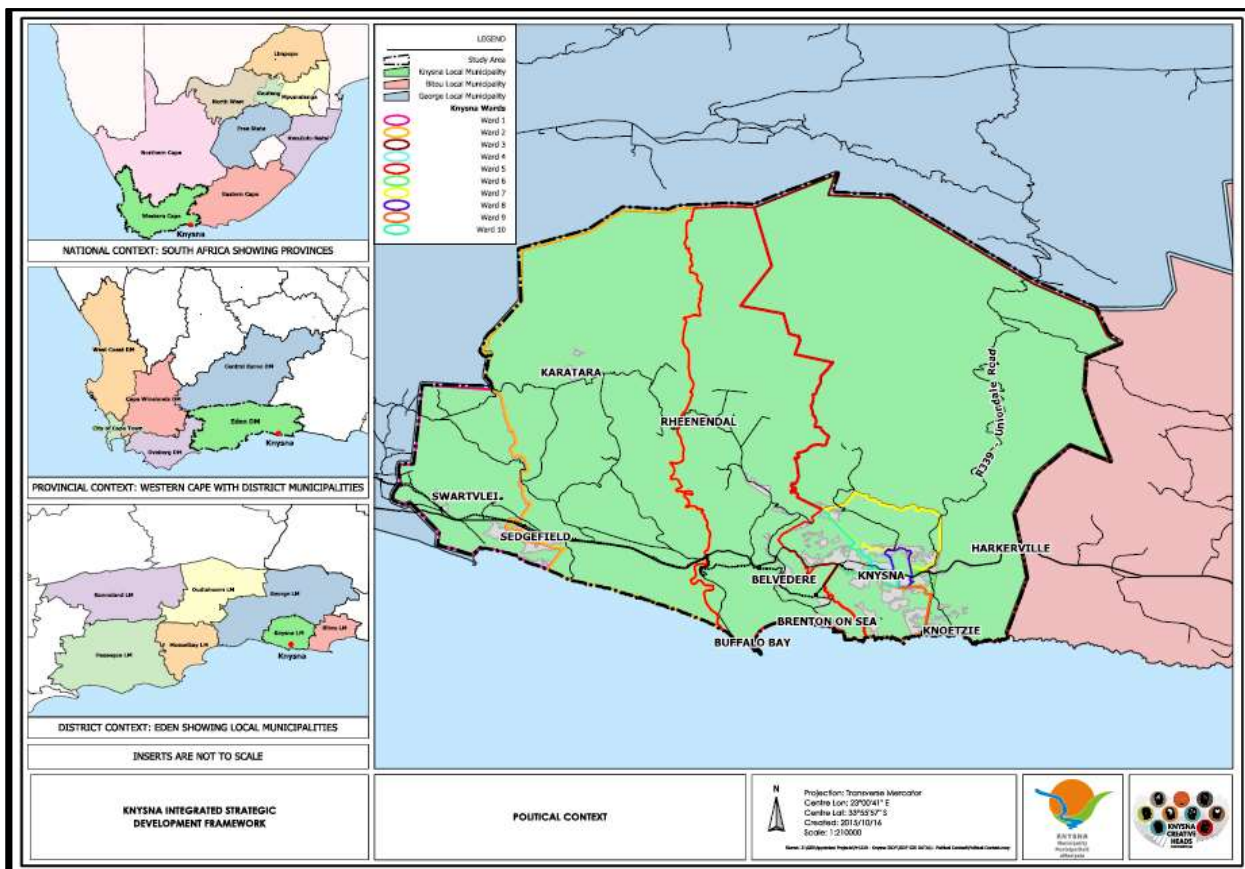 Limpopo
North West
Gauteng
Mpumalanga
Free State
KwaZulu-Natal
Northern Cape
Eastern Cape
Western Cape
Knysna
NATIONAL CONTEXT: SOUTH AFRICA SHOWING PROVINCES
West Coast DM
Central Karoo DM
Cape Winelands DM
City of Cape Town
Eden DM
Overberg DM
Knysna
PROVINCIAL CONTEXT: WESTERN CAPE WITH DISTRICT MUNICIPALITIES
Kannaland LM
Oudtshoorn LM
George LM
Knysna LM
Bitou LM
Mosselbay LM
Hessequa LM
Knysna
DISTRICT CONTEXT: EDEN SHOWING LOCAL MUNICIPALITIES
INSERTS ARE NOT TO SCALE
LEGEND
Study Area
Knysna Local Municipality
Bitou Local Municipality
George Local Municipality
Knysna Wards
Ward 1
Ward 2
Ward 3
Ward 4
Ward 5
Ward 6
Ward 7
Ward 8
Ward 9
Ward 10
KARATARA
RHEENENDAL
R339 - Uniondale Road
SWARTVLEI
SEDGEFIELD
HARKERVILLE
BELVEDERE
KNYSNA
BRENTON ON SEA
KNOETZIE
BUFFALO BAY
KNYSNA INTEGRATED STRATEGIC
DEVELOPMENT FRAMEWORK
POLITICAL CONTEXT
N
Projection: Transverse Mercator
Centre Lon: 23°00'41" E
Centre Lat: 33°55'57" S
Created: 2015/10/16
Scale: 1:210000
KNYSNA
Municipality
KNYSNA
CREATIVE
HEADS